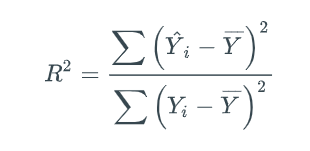 R² = ∑ (Ŷᵢ − Y̅)² / ∑ (Yᵢ − Y̅)²